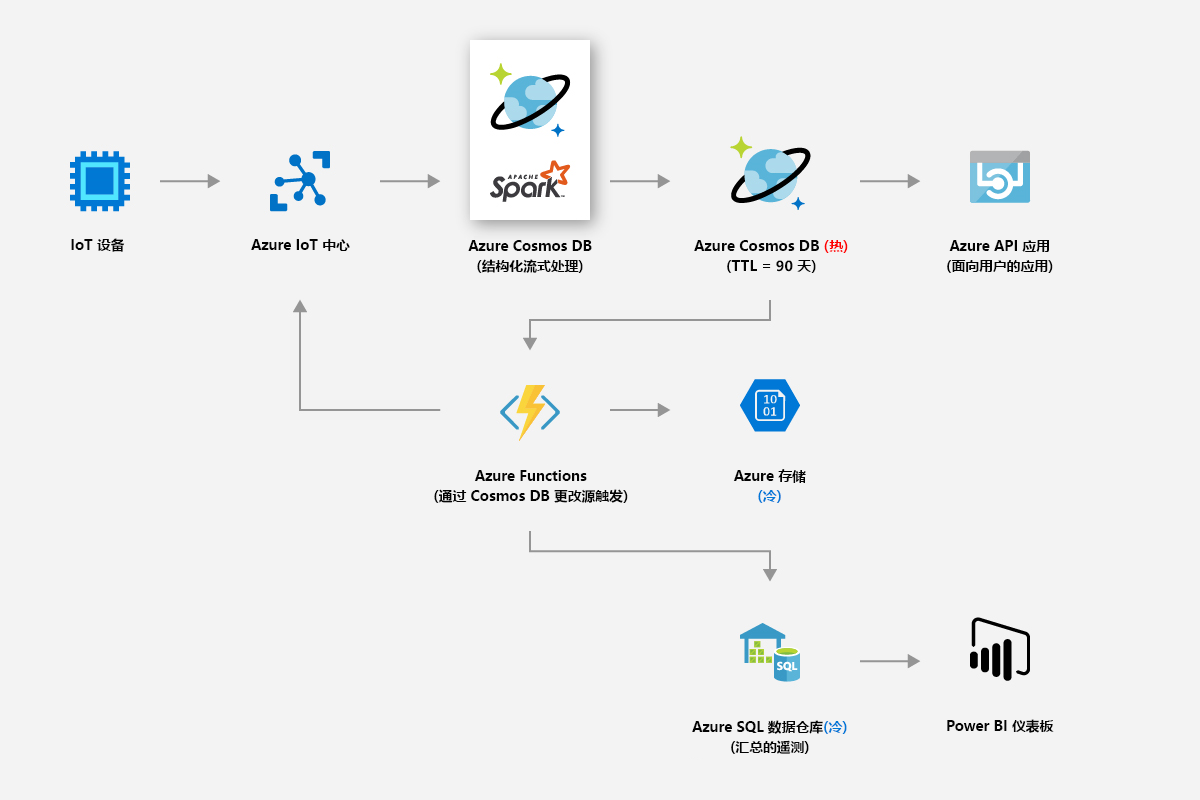 APACHE
Spark
IoT 设备
Azure IoT 中心
Azure Cosmos DB
(结构化流式处理)
Azure Cosmos DB (热)
(TTL = 90 天)
Azure API 应用
(面向用户的应用)
10
01
Azure Functions
(通过 Cosmos DB 更改源触发)
Azure 存储
(冷)
SQL
Azure SQL 数据仓库(冷)
(汇总的遥测)
Power BI 仪表板